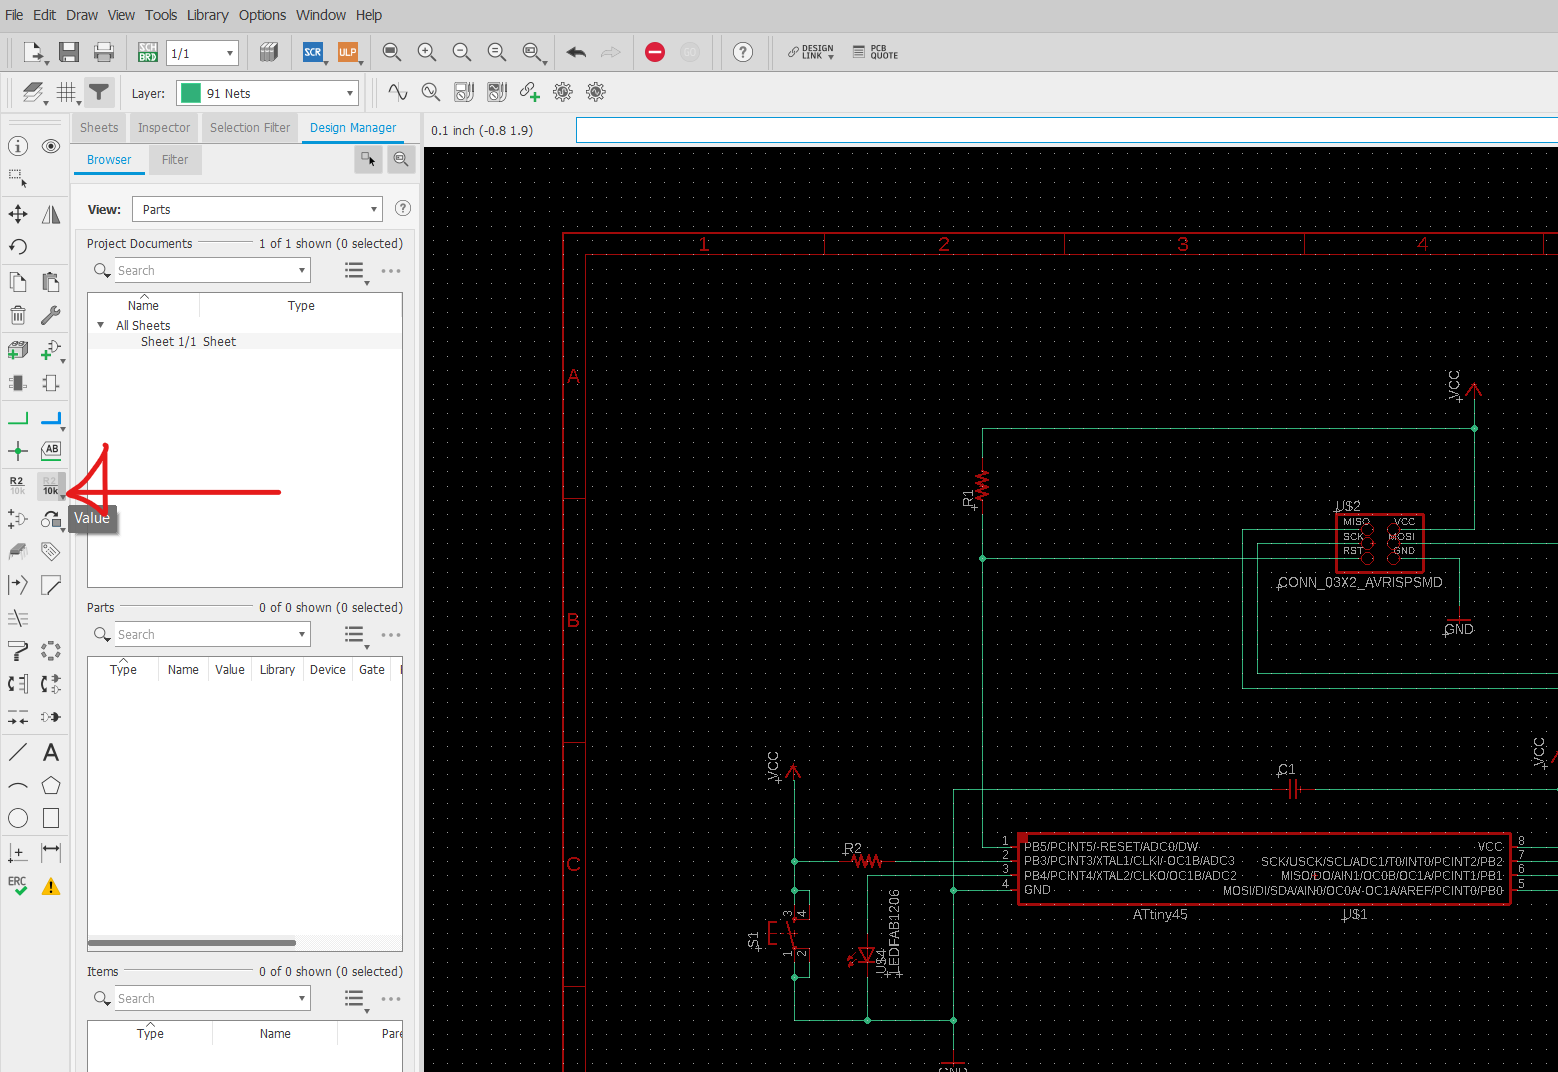 File Edit Draw View Tools Library Options Window Help
SCH BRD 1/1 SCR ULP GO ? DESIGN LINK PCB QUOTE
Layer: 91 Nets
Sheets Inspector Selection Filter Design Manager
0.1 inch (-0.8 1.9)
Browser Filter
View: Parts ?
Project Documents 1 of 1 shown (0 selected)
Search
Name Type
All Sheets
Sheet 1/1 Sheet
AB
R2 10k
R2 10k
Value
Parts 0 of 0 shown (0 selected)
Search
Type Name Value Library Device Gate
A
ERC
Items 0 of 0 shown (0 selected)
Search
Type Name Pare
1 2 3 4
A
B
C
VCC
R1
U$2
MISO VCC
SCK MOSI
RST GND
CONN_03X2_AVRISPSMD
GND
VCC
VCC
C1
R2
1 PB5/PCINT5/-RESET/ADC0/DW VCC 8
2 PB3/PCINT3/XTAL1/CLKI/-OC1B/ADC3 SCK/USCK/SCL/ADC1/T0/INT0/PCINT2/PB2 7
3 PB4/PCINT4/XTAL2/CLKO/OC1B/ADC2 MISO/DO/AIN1/OC0B/OC1A/PCINT1/PB1 6
4 GND MOSI/DI/SDA/AIN0/OC0A/-OC1A/AREF/PCINT0/PB0 5
ATtiny45 U$1
S1
3 4
1 2
U$4
LEDFAB1206
GND